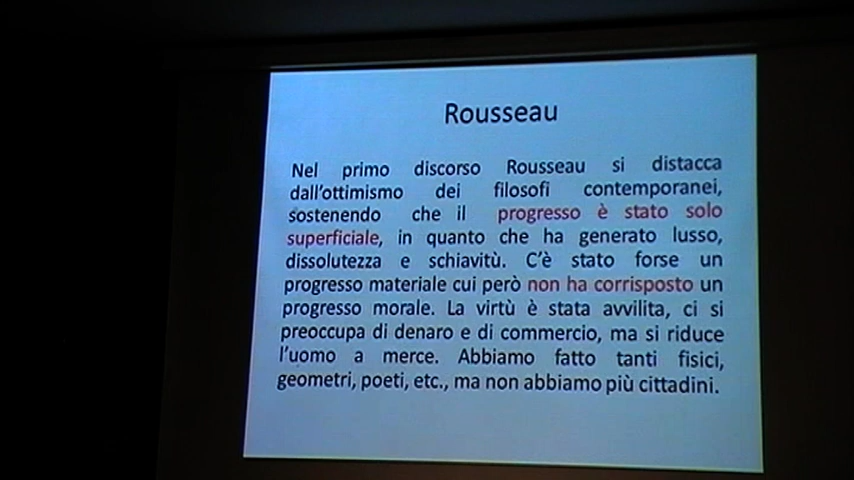 Rousseau
Nel primo discorso Rousseau si distacca
dall'ottimismo dei filosofi contemporanei,
sostenendo che il progresso è stato solo
superficiale, in quanto che ha generato lusso,
dissolutezza e schiavitù. C'è stato forse un
progresso materiale cui però non ha corrisposto un
progresso morale. La virtù è stata avvilita, ci si
preoccupa di denaro e di commercio, ma si riduce
l'uomo a merce. Abbiamo fatto tanti fisici,
geometri, poeti, etc., ma non abbiamo più cittadini.